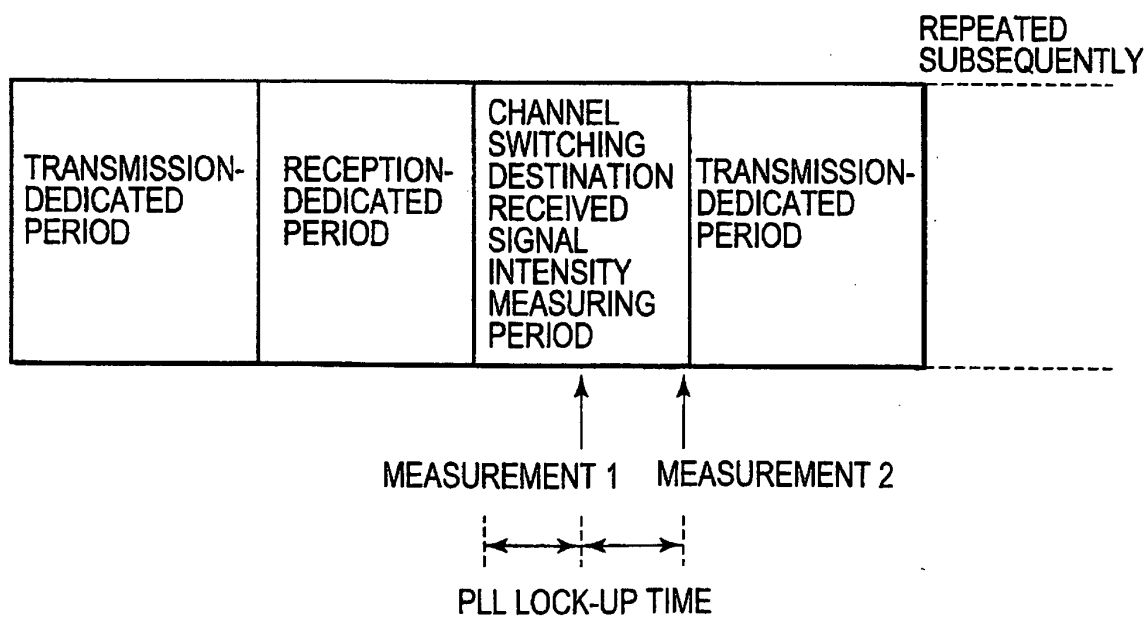 REPEATED
SUBSEQUENTLY
TRANSMISSION-
DEDICATED
PERIOD
RECEPTION-
DEDICATED
PERIOD
CHANNEL
SWITCHING
DESTINATION
RECEIVED
SIGNAL
INTENSITY
MEASURING
PERIOD
TRANSMISSION-
DEDICATED
PERIOD
MEASUREMENT 1
MEASUREMENT 2
PLL LOCK-UP TIME